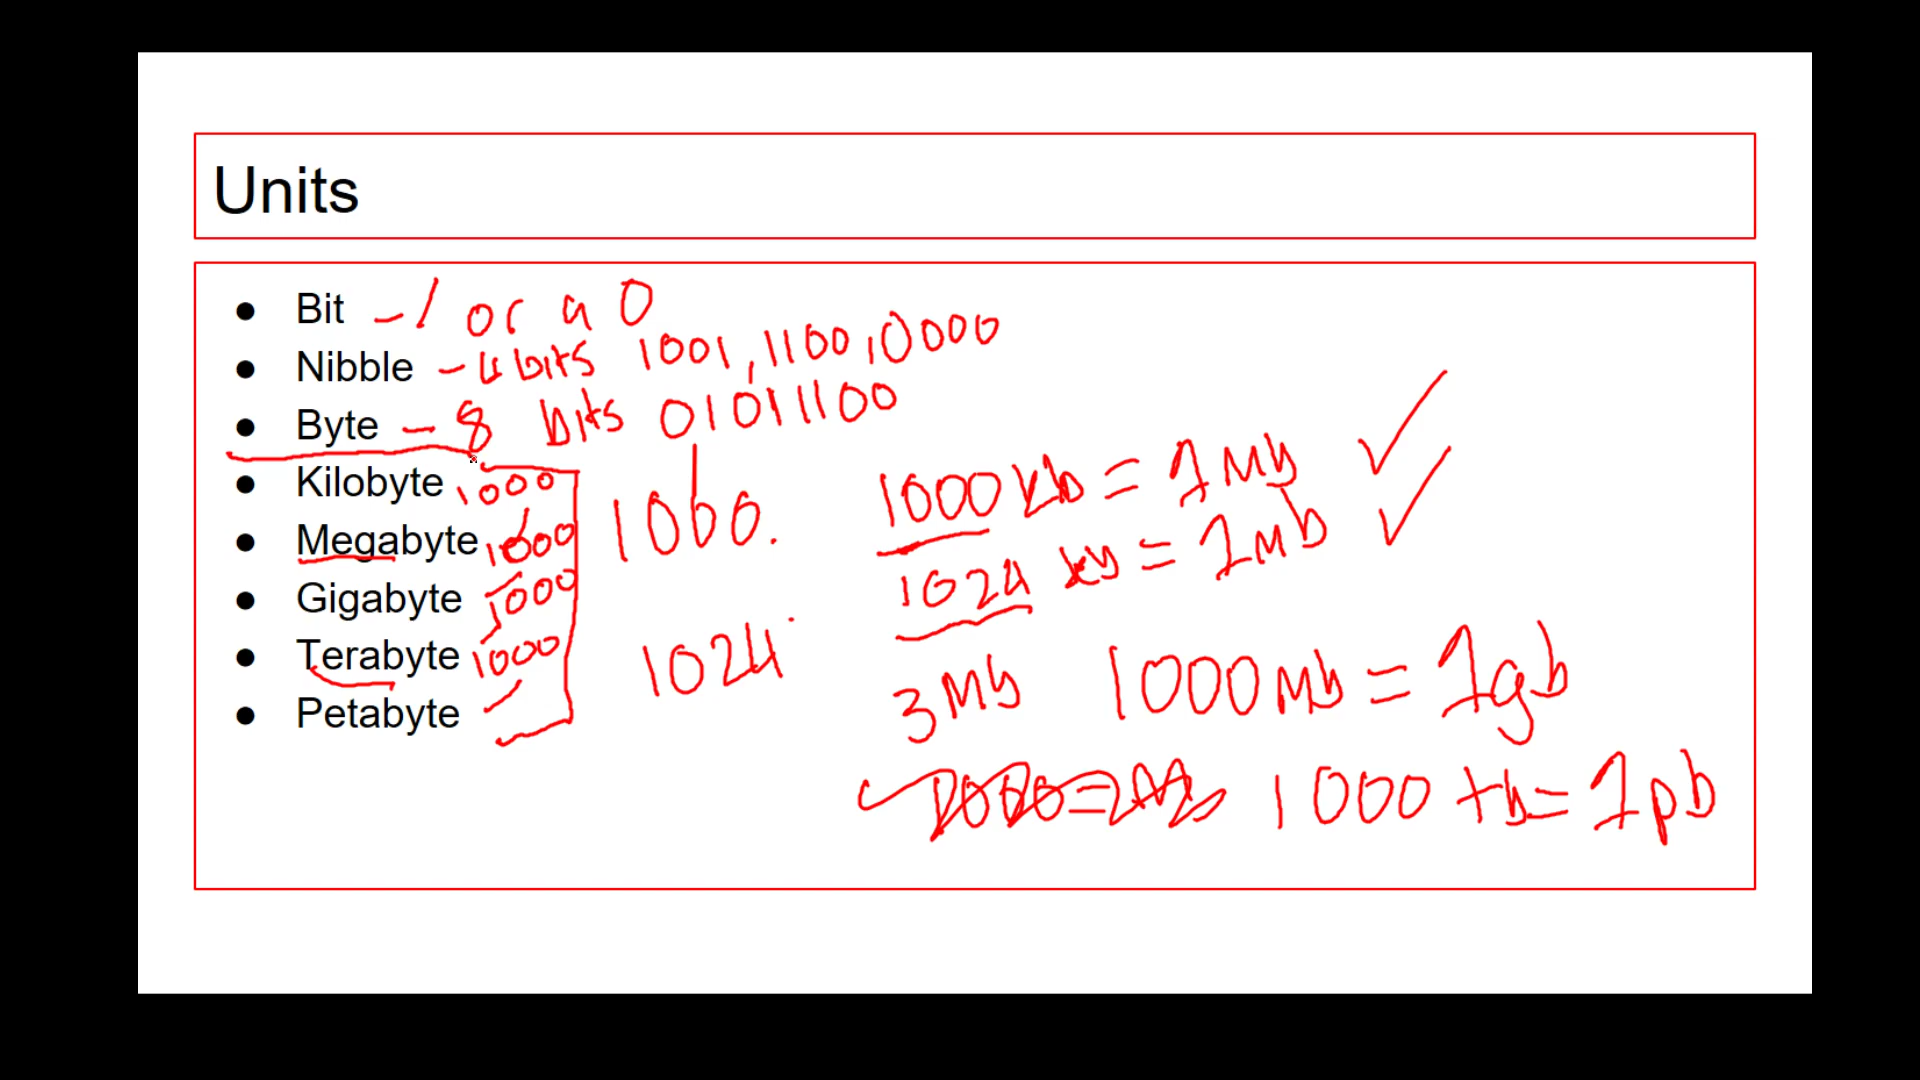 Units
● Bit - 1 or a 0
● Nibble - 4 bits 1001, 1100, 0000
● Byte - 8 bits 01011100
● Kilobyte 1000
● Megabyte 1000
● Gigabyte 1000
● Terabyte 1000
● Petabyte
1000.
1024
1000 kb = 1 Mb ✓
1024 kb = 1 Mb ✓
3 Mb 1000 Mb = 1gb
1000 tb = 1pb